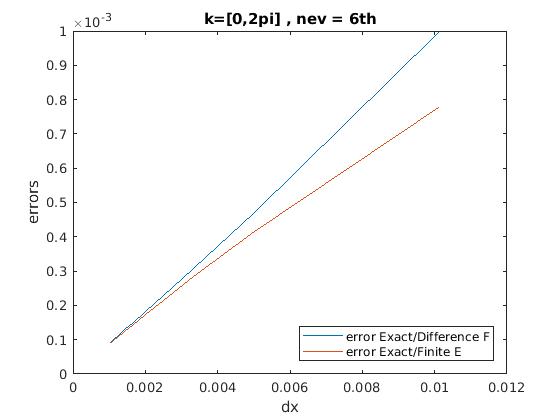 k=[0,2pi] , nev = 6th
×10⁻³
1
0.9
0.8
0.7
0.6
0.5
0.4
0.3
0.2
0.1
0
errors
0 0.002 0.004 0.006 0.008 0.01 0.012
dx
error Exact/Difference F
error Exact/Finite E